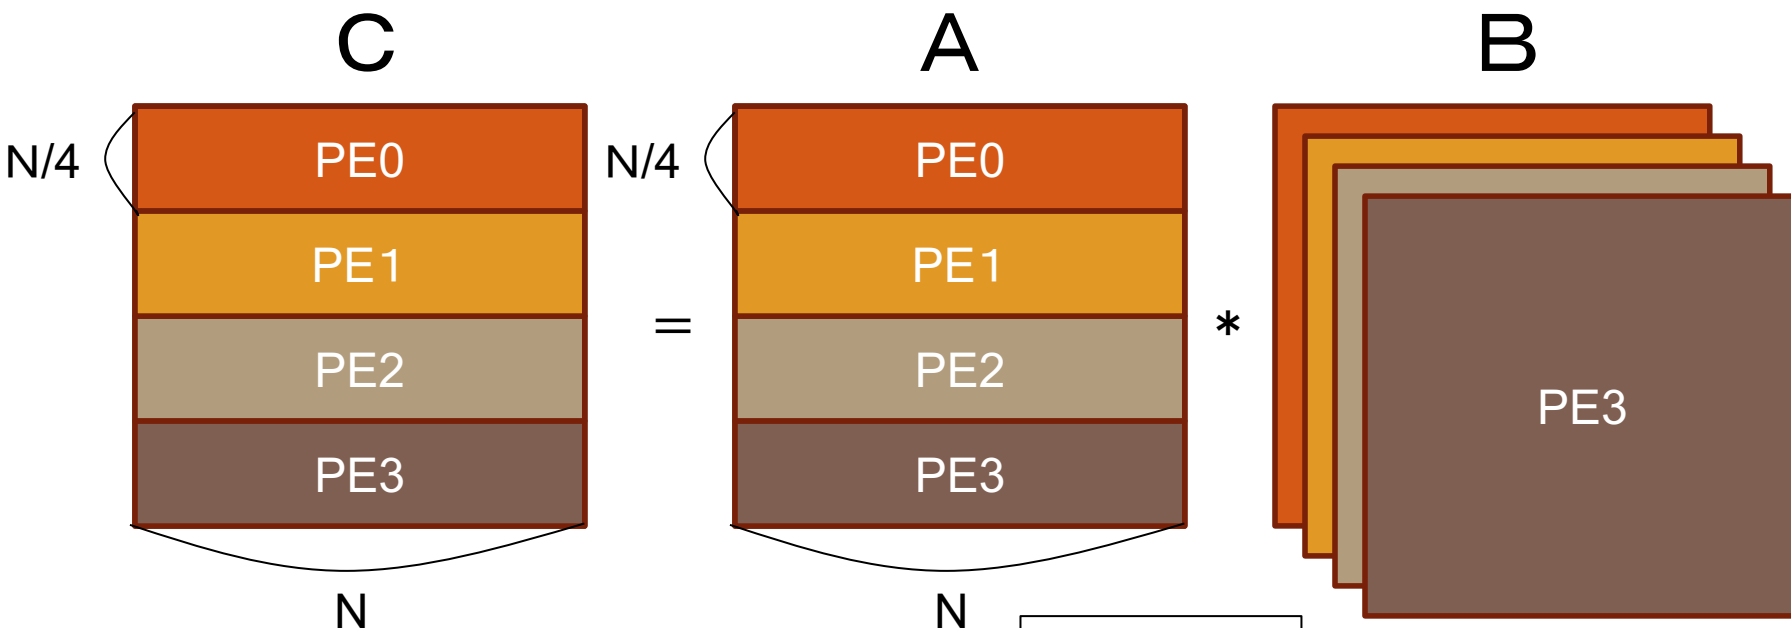 C A B
N/4 PE0 N/4 PE0
PE1 PE1
= *
PE2 PE2
PE3
PE3 PE3
N N